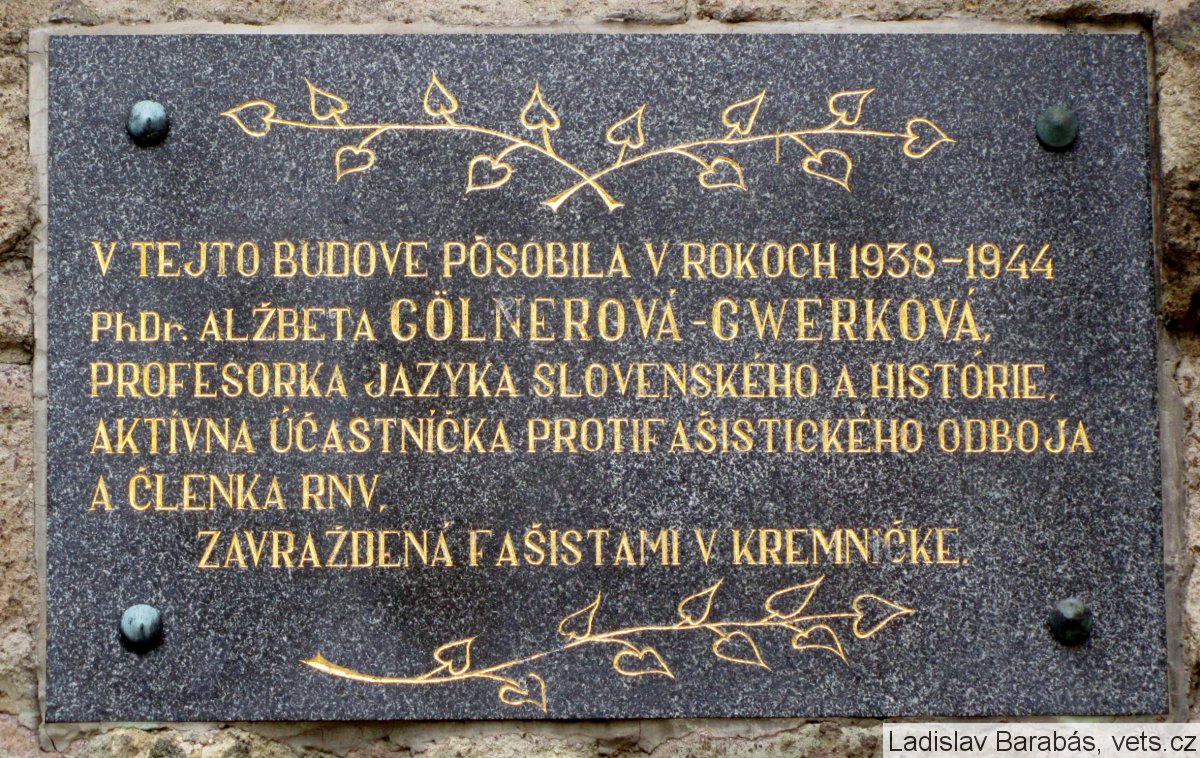 V TEJTO BUDOVE PÔSOBILA V ROKOCH 1938-1944
PhDr. ALŽBETA GÖLNEROVÁ-GWERKOVÁ,
PROFESORKA JAZYKA SLOVENSKÉHO A HISTÓRIE,
AKTÍVNA ÚČASTNÍČKA PROTIFAŠISTICKÉHO ODBOJA
A ČLENKA RNV,
ZAVRAŽDENÁ FAŠISTAMI V KREMNIČKE.
Ladislav Barabás, vets.cz